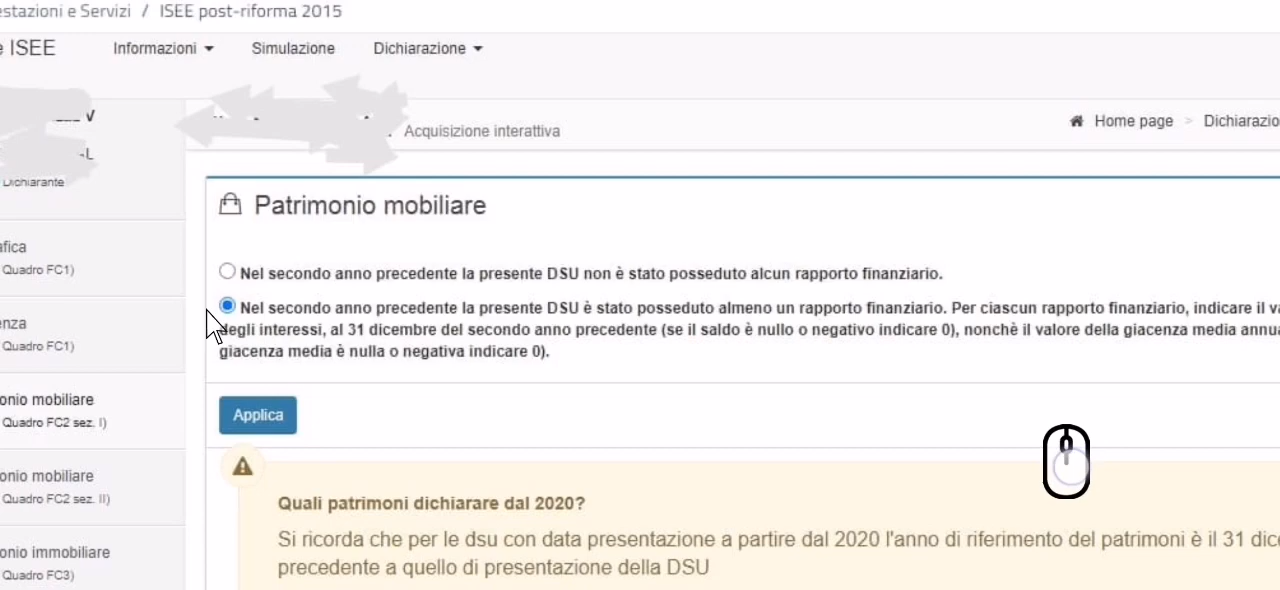 estazioni e Servizi / ISEE post-riforma 2015
e ISEE Informazioni Simulazione Dichiarazione
V
Home page > Dichiarazio
Acquisizione interattiva
L
Dichiarante
Patrimonio mobiliare
afica
Quadro FC1)
Nel secondo anno precedente la presente DSU non è stato posseduto alcun rapporto finanziario.
Nel secondo anno precedente la presente DSU è stato posseduto almeno un rapporto finanziario. Per ciascun rapporto finanziario, indicare il va
degli interessi, al 31 dicembre del secondo anno precedente (se il saldo è nullo o negativo indicare 0), nonchè il valore della giacenza media annua
giacenza media è nulla o negativa indicare 0).
enza
Quadro FC1)
onio mobiliare
Quadro FC2 sez. I)
Applica
onio mobiliare
Quadro FC2 sez. II)
Quali patrimoni dichiarare dal 2020?
Si ricorda che per le dsu con data presentazione a partire dal 2020 l'anno di riferimento del patrimoni è il 31 dice
precedente a quello di presentazione della DSU
onio immobiliare
Quadro FC3)